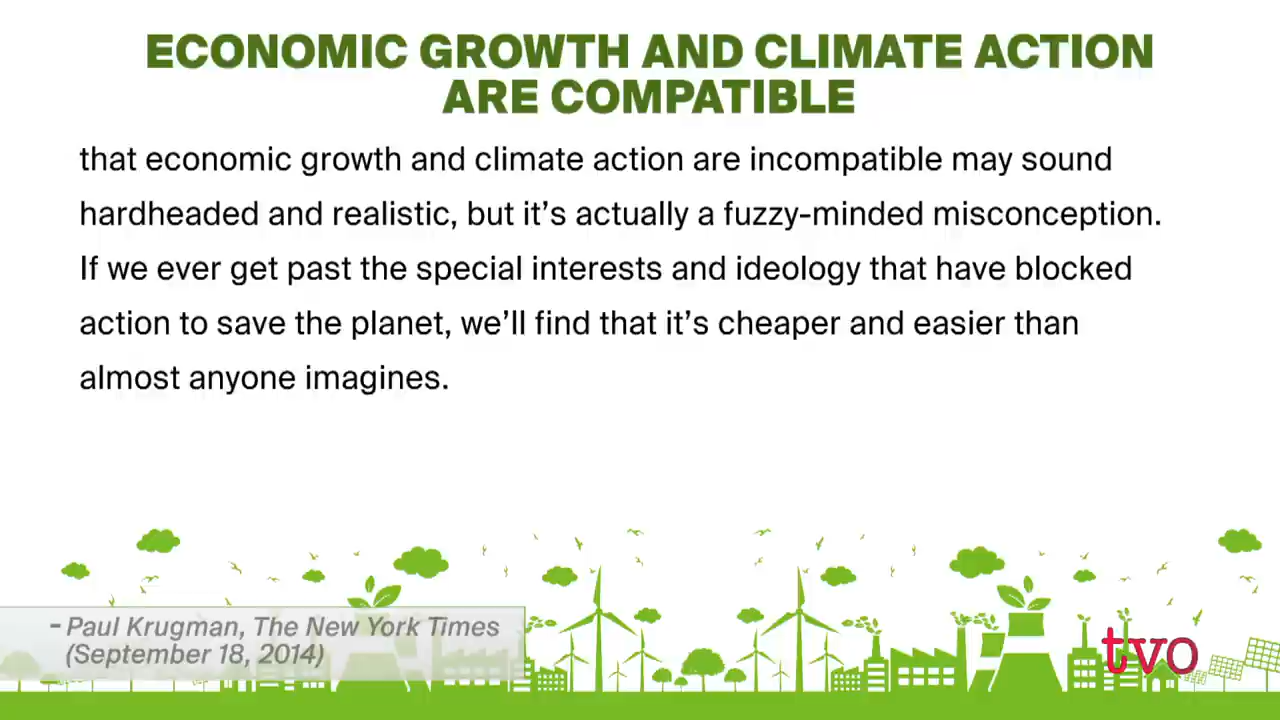 ECONOMIC GROWTH AND CLIMATE ACTION
ARE COMPATIBLE
that economic growth and climate action are incompatible may sound
hardheaded and realistic, but it’s actually a fuzzy-minded misconception.
If we ever get past the special interests and ideology that have blocked
action to save the planet, we’ll find that it’s cheaper and easier than
almost anyone imagines.
- Paul Krugman, The New York Times
(September 18, 2014)
tvo